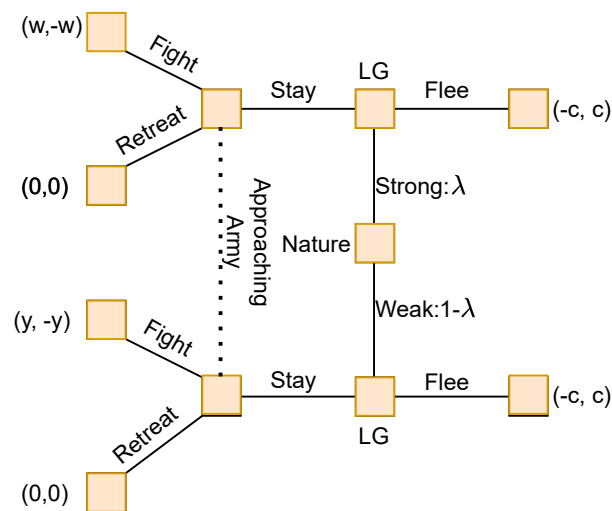 (w,-w)
Fight
LG
Stay
Flee
(-c, c)
Retreat
(0,0)
Strong:λ
Approaching
Army
Nature
Weak:1-λ
(y, -y)
Fight
Stay
Flee
(-c, c)
Retreat
LG
(0,0)